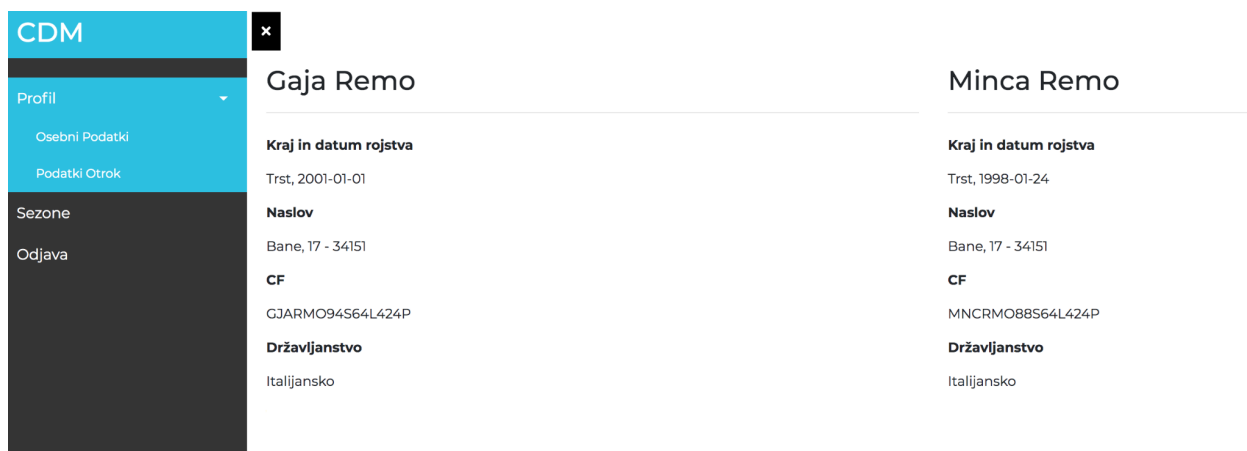 CDM
×
Profil
Osebni Podatki
Podatki Otrok
Sezone
Odjava
Gaja Remo
Kraj in datum rojstva
Trst, 2001-01-01
Naslov
Bane, 17 - 34151
CF
GJARMO94S64L424P
Državljanstvo
Italijansko
Minca Remo
Kraj in datum rojstva
Trst, 1998-01-24
Naslov
Bane, 17 - 34151
CF
MNCRMO88S64L424P
Državljanstvo
Italijansko